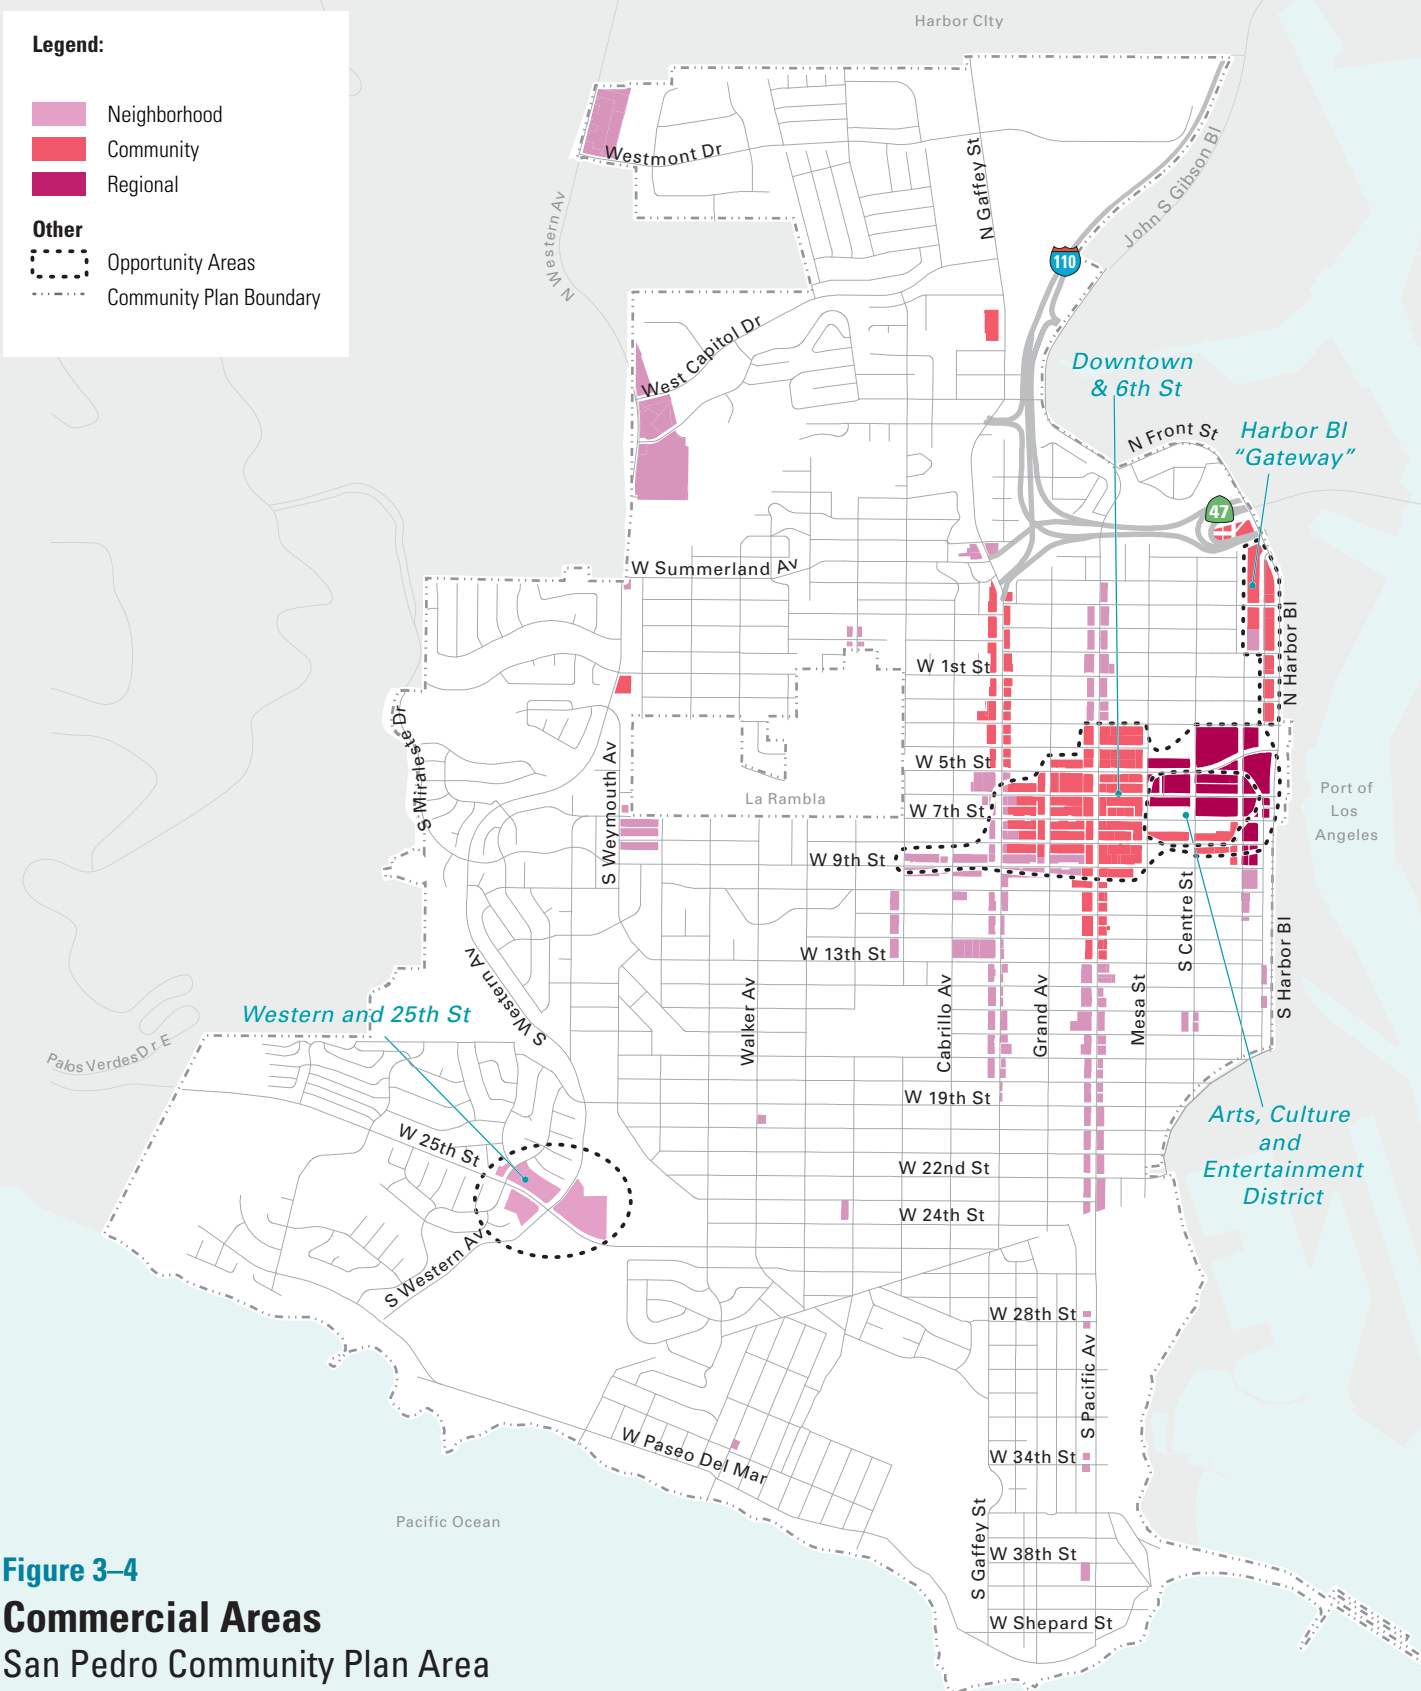 Harbor CIty
Legend:
Neighborhood
Community
Regional
Other
Opportunity Areas
Community Plan Boundary
Westmont Dr
N Gaffey St
John S Gibson Bl
N Western Av
110
West Capitol Dr
Downtown
& 6th St
N Front St
Harbor Bl
“Gateway”
47
W Summerland Av
N Harbor Bl
W 1st St
S Miraleste Dr
S Weymouth Av
W 5th St
La Rambla
W 7th St
Port of
Los
Angeles
W 9th St
S Centre St
W 13th St
S Western Av
S Harbor Bl
Western and 25th St
Walker Av
Cabrillo Av
Grand Av
Mesa St
Palos Verdes Dr E
W 19th St
Arts, Culture
and
Entertainment
District
W 25th St
W 22nd St
W 24th St
S Western Av
W 28th St
S Pacific Av
W Paseo Del Mar
W 34th St
Pacific Ocean
S Gaffey St
W 38th St
W Shepard St
Figure 3–4
Commercial Areas
San Pedro Community Plan Area